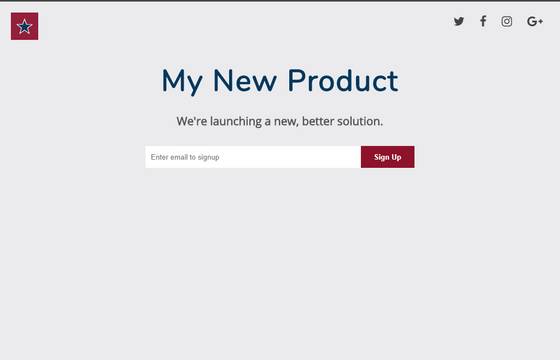 My New Product
We're launching a new, better solution.
Enter email to signup
Sign Up